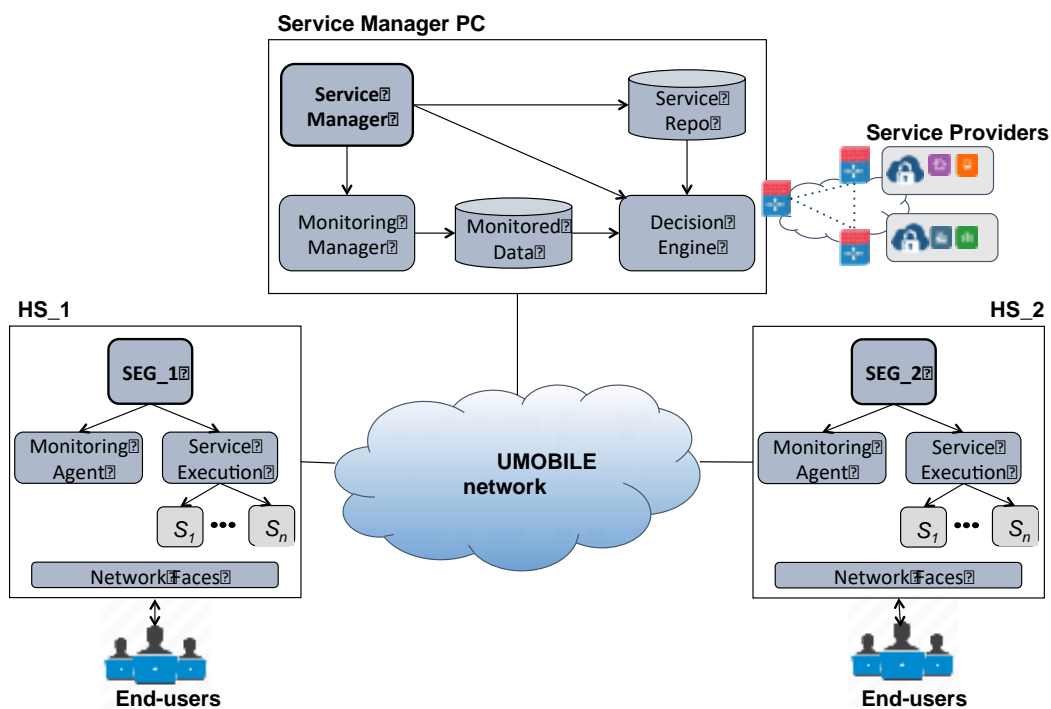 Service Manager PC
Service
Manager
Service
Repo
Service Providers
Monitoring
Manager
Monitored
Data
Decision
Engine
HS_1
HS_2
SEG_1
SEG_2
Monitoring
Agent
Service
Execution
UMOBILE
network
Monitoring
Agent
Service
Execution
S1 ••• Sn
S1 ••• Sn
Network Faces
Network Faces
End-users
End-users